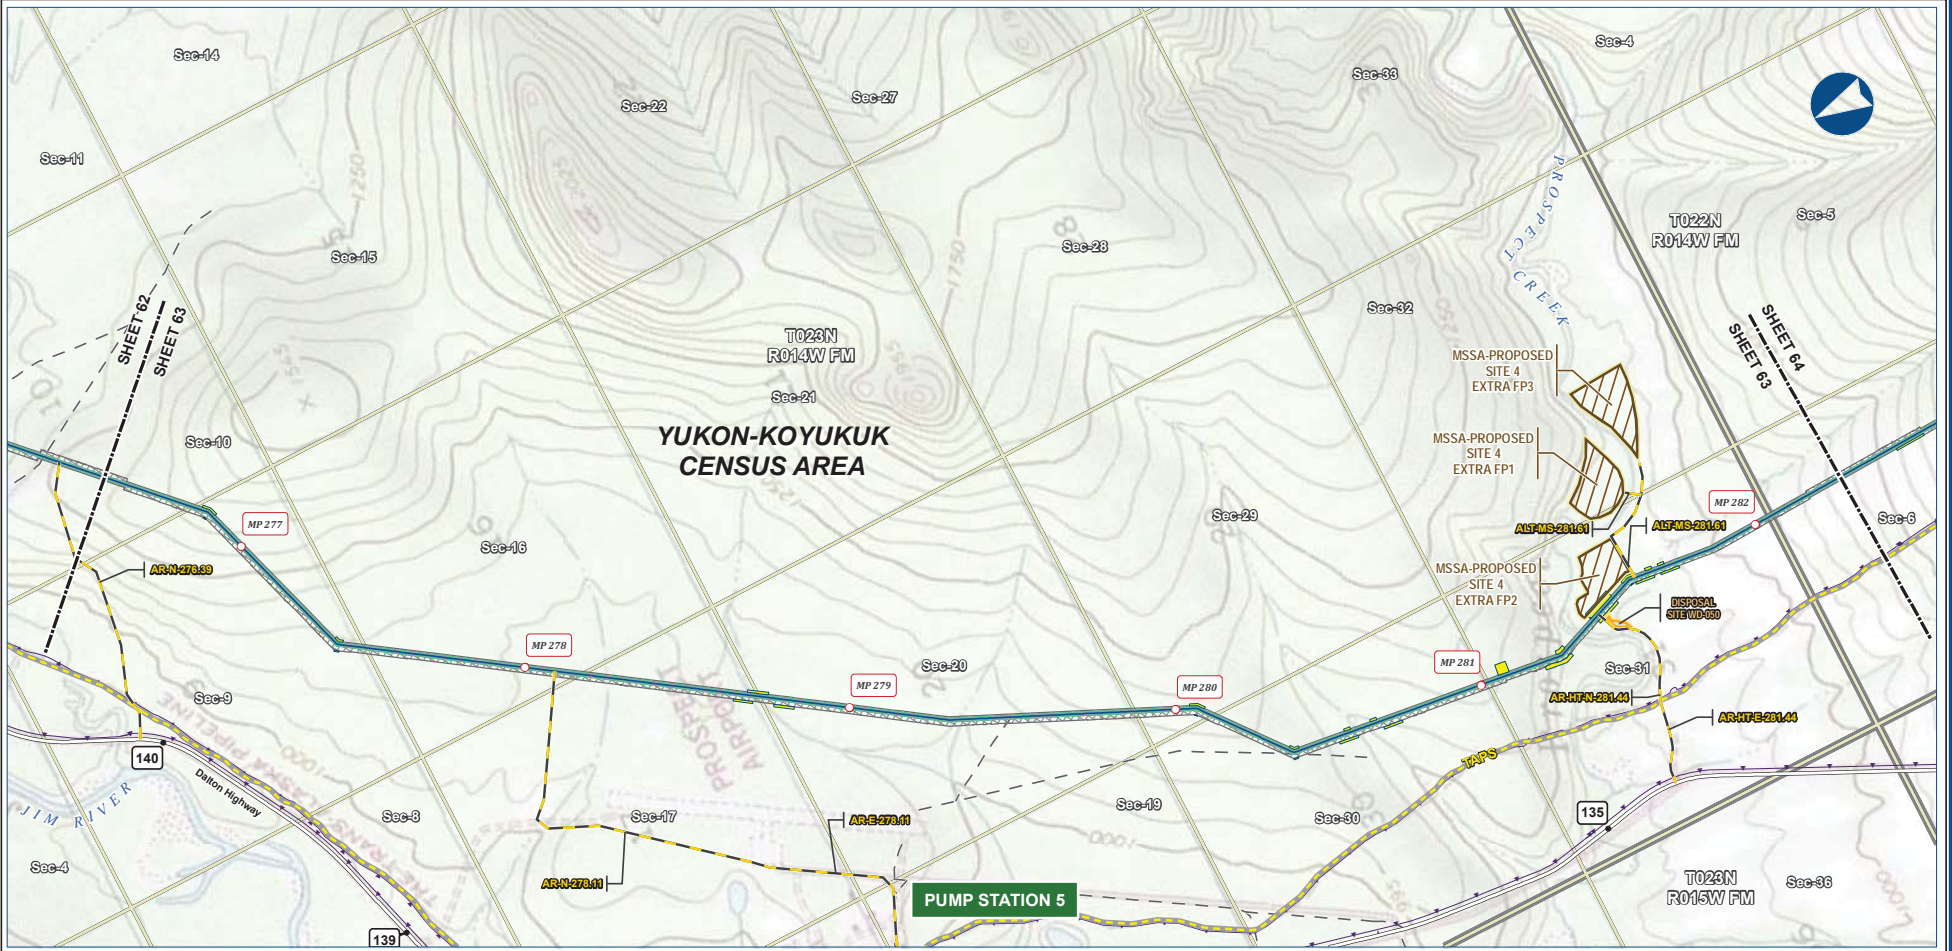 Sec-14
Sec-22
Sec-27
Sec-33
Sec-4
Sec-11
Sec-15
Sec-28
Sec-5
Sec-32
T022N
R014W FM
PROSPECT
CREEK
1250
1750
SHEET 62
SHEET 63
SHEET 64
SHEET 63
T023N
R014W FM
Sec-21
YUKON-KOYUKUK
CENSUS AREA
MSSA-PROPOSED
SITE 4
EXTRA FP3
MSSA-PROPOSED
SITE 4
EXTRA FP1
MSSA-PROPOSED
SITE 4
EXTRA FP2
Sec-10
MP 277
Sec-16
Sec-29
MP 282
Sec-6
ALT-MS-281.61
ALT-MS-281.61
AR-N-276.39
DISPOSAL
SITE WD-050
MP 278
MP 279
MP 280
MP 281
Sec-20
Sec-31
Sec-9
AR-HT-N-281.44
AR-HT-E-281.44
PROSPECT
AIRPORT
TAPS
140
Dalton Highway
JIM RIVER
1000
Sec-8
Sec-17
AR-E-278.11
Sec-19
Sec-30
135
1000
Sec-4
AR-N-278.11
PUMP STATION 5
T023N
R015W FM
Sec-36
139